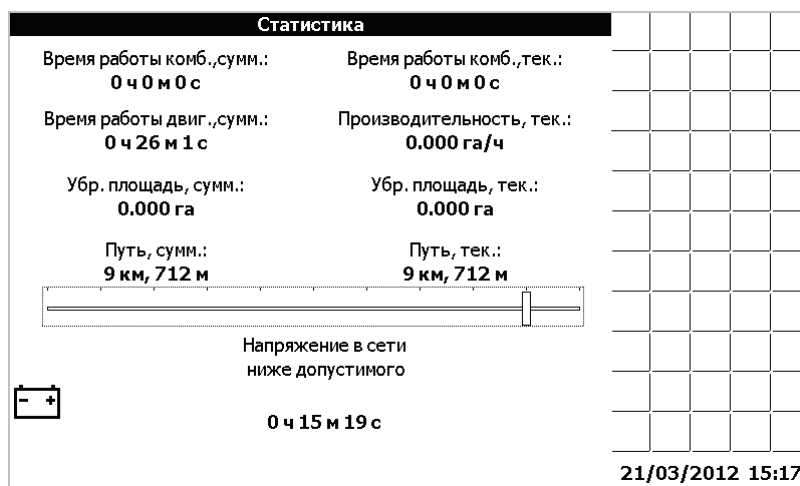 Статистика
Время работы комб.,сумм.:
0 ч 0 м 0 с
Время работы комб.,тек.:
0 ч 0 м 0 с
Время работы двиг.,сумм.:
0 ч 26 м 1 с
Производительность, тек.:
0.000 га/ч
Убр. площадь, сумм.:
0.000 га
Убр. площадь, тек.:
0.000 га
Путь, сумм.:
9 км, 712 м
Путь, тек.:
9 км, 712 м
Напряжение в сети
ниже допустимого
0 ч 15 м 19 с
21/03/2012 15:17